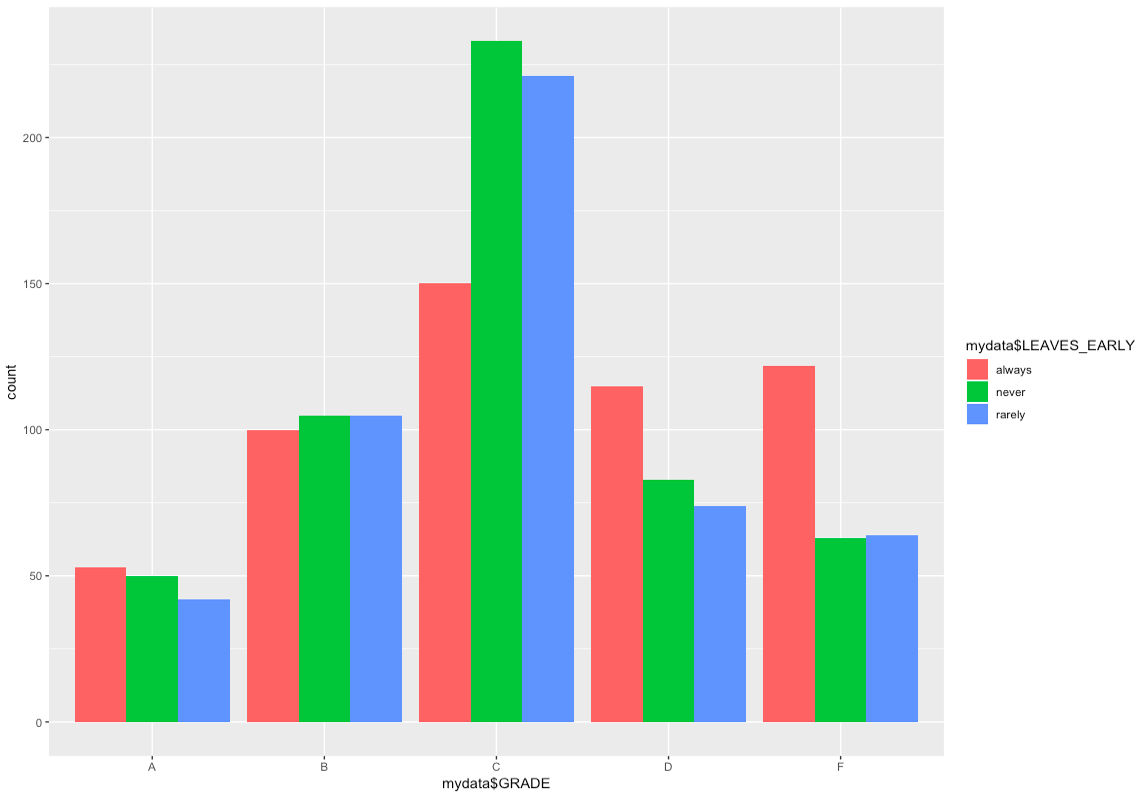 count
200
150
100
50
0
A B C D F
mydata$GRADE
mydata$LEAVES_EARLY
always
never
rarely